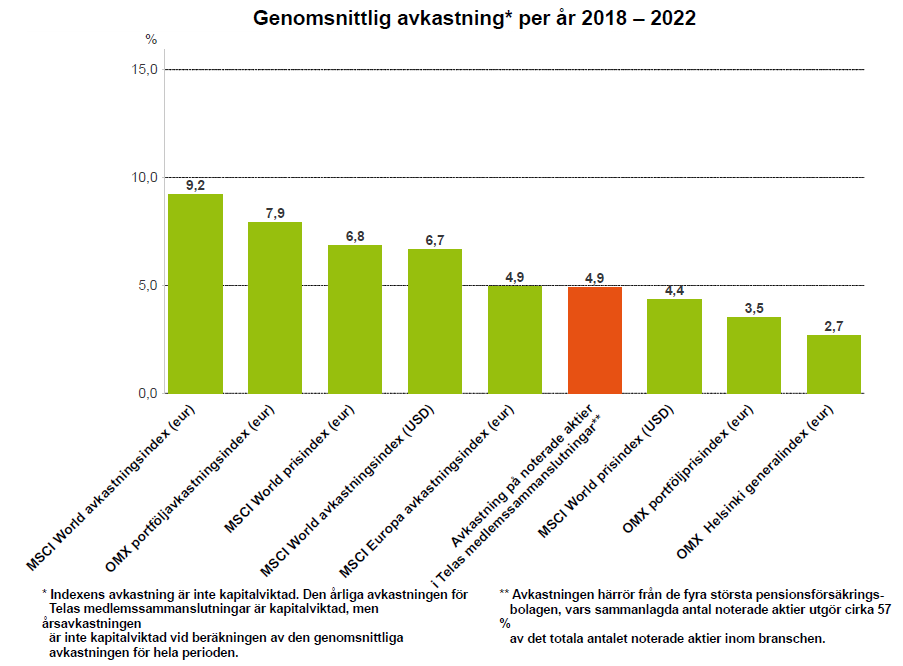 Genomsnittlig avkastning* per år 2018 – 2022
%
15,0
10,0
5,0
0,0
9,2
7,9
6,8
6,7
4,9
4,9
4,4
3,5
2,7
MSCI World avkastningsindex (eur)
OMX portföljavkastningsindex (eur)
MSCI World prisindex (eur)
MSCI World avkastningsindex (USD)
MSCI Europa avkastningsindex (eur)
Avkastning på noterade aktier
i Telas medlemssammanslutningar**
MSCI World prisindex (USD)
OMX portföljprisindex (eur)
OMX Helsinki generalindex (eur)
* Indexens avkastning är inte kapitalviktad. Den årliga avkastningen för
Telas medlemssammanslutningar är kapitalviktad, men
årsavkastningen
är inte kapitalviktad vid beräkningen av den genomsnittliga
avkastningen för hela perioden.
** Avkastningen härrör från de fyra största pensionsförsäkrings-
bolagen, vars sammanlagda antal noterade aktier utgör cirka 57
%
av det totala antalet noterade aktier inom branschen.